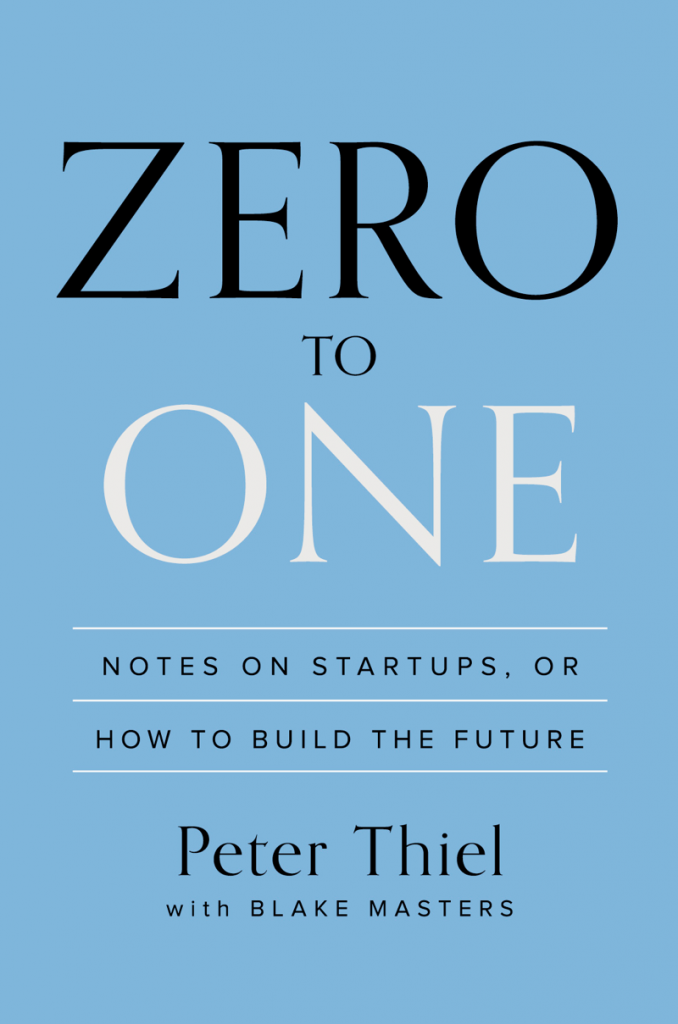 ZERO
TO
ONE
NOTES ON STARTUPS, OR
HOW TO BUILD THE FUTURE
Peter Thiel
with BLAKE MASTERS